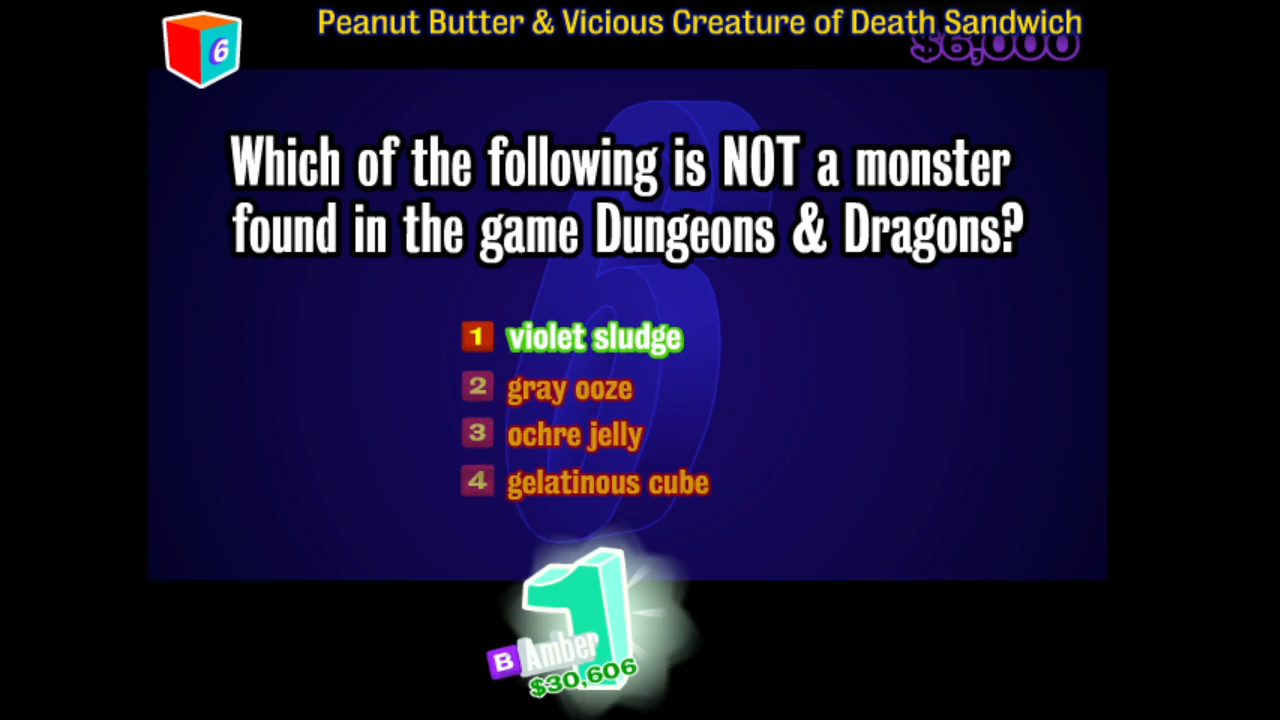 Peanut Butter & Vicious Creature of Death Sandwich
6
$6,000
Which of the following is NOT a monster
found in the game Dungeons & Dragons?
1 violet sludge
2 gray ooze
3 ochre jelly
4 gelatinous cube
1
B Amber
$30,606